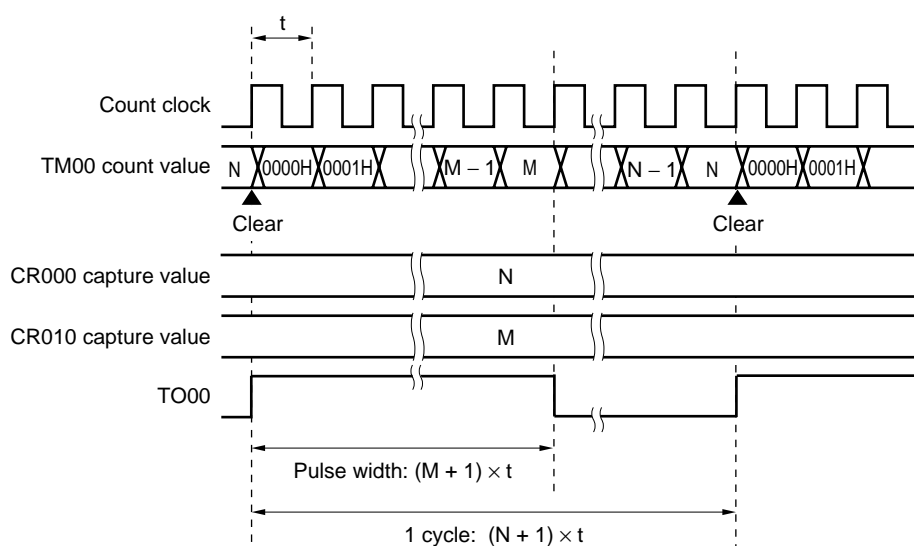 t
Count clock
TM00 count value N 0000H 0001H M – 1 M N – 1 N 0000H 0001H
Clear Clear
CR000 capture value N
CR010 capture value M
TO00
Pulse width: (M + 1) × t
1 cycle: (N + 1) × t